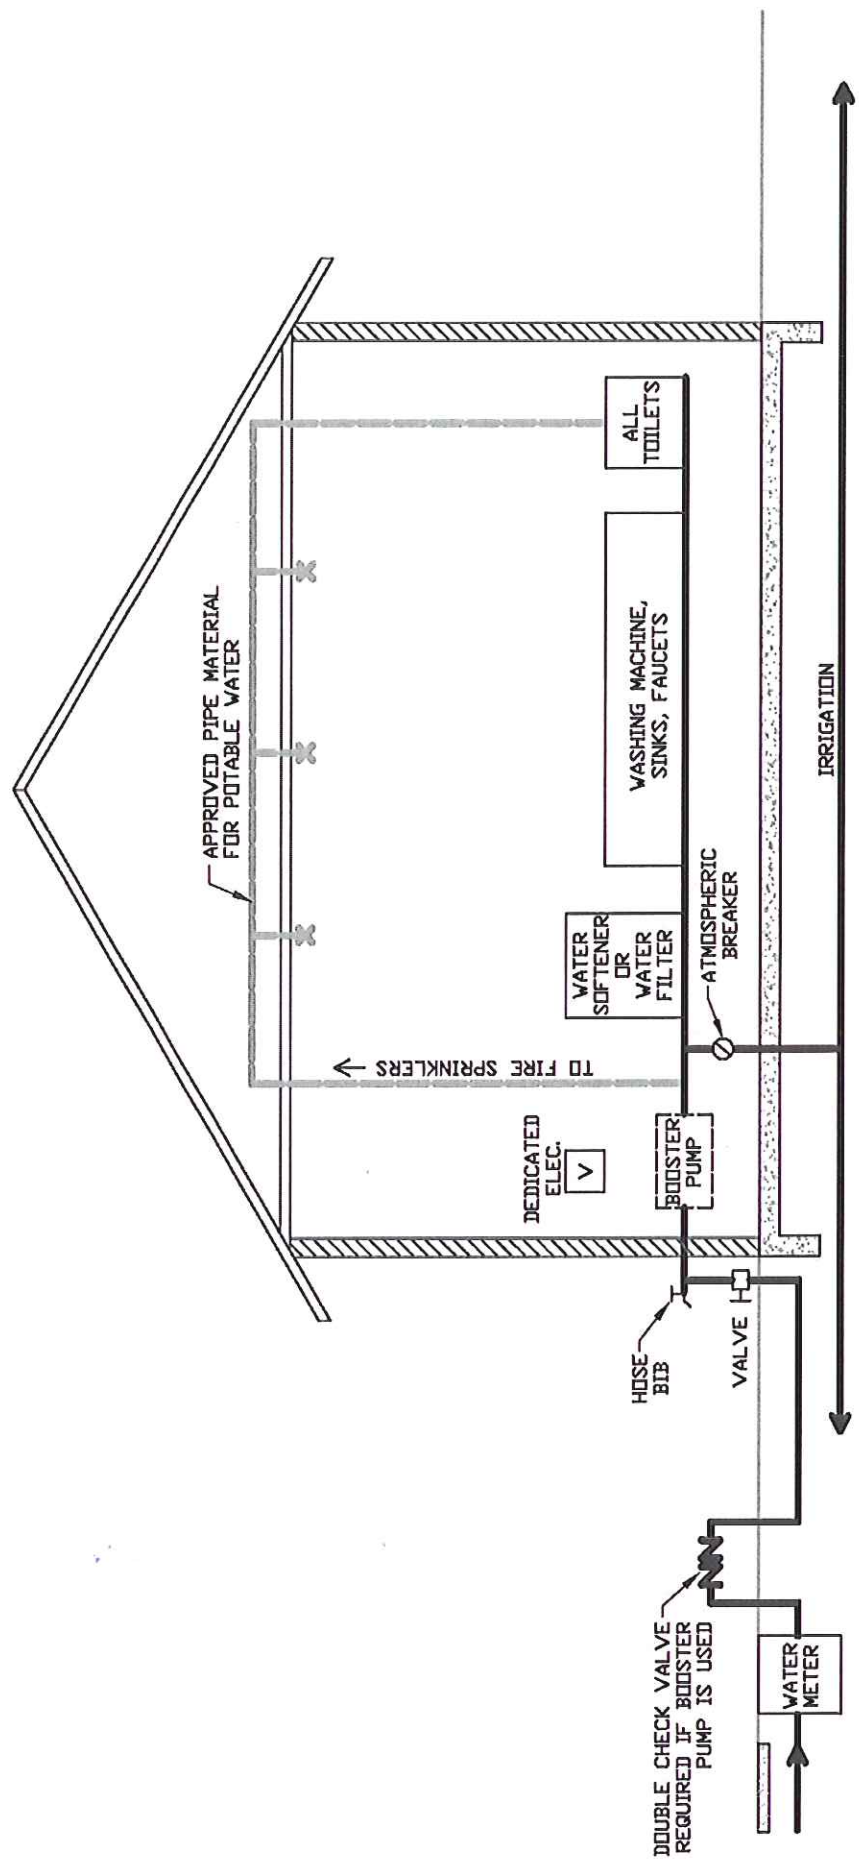 APPROVED PIPE MATERIAL
FOR POTABLE WATER
TO FIRE SPRINKLERS
DEDICATED
ELEC.
V
BOOSTER
PUMP
WATER
SOFTENER
OR
WATER
FILTER
WASHING MACHINE,
SINKS, FAUCETS
ALL
TOILETS
HOSE
BIB
VALVE
ATMOSPHERIC
BREAKER
IRRIGATION
DOUBLE CHECK VALVE
REQUIRED IF BOOSTER
PUMP IS USED
WATER
METER